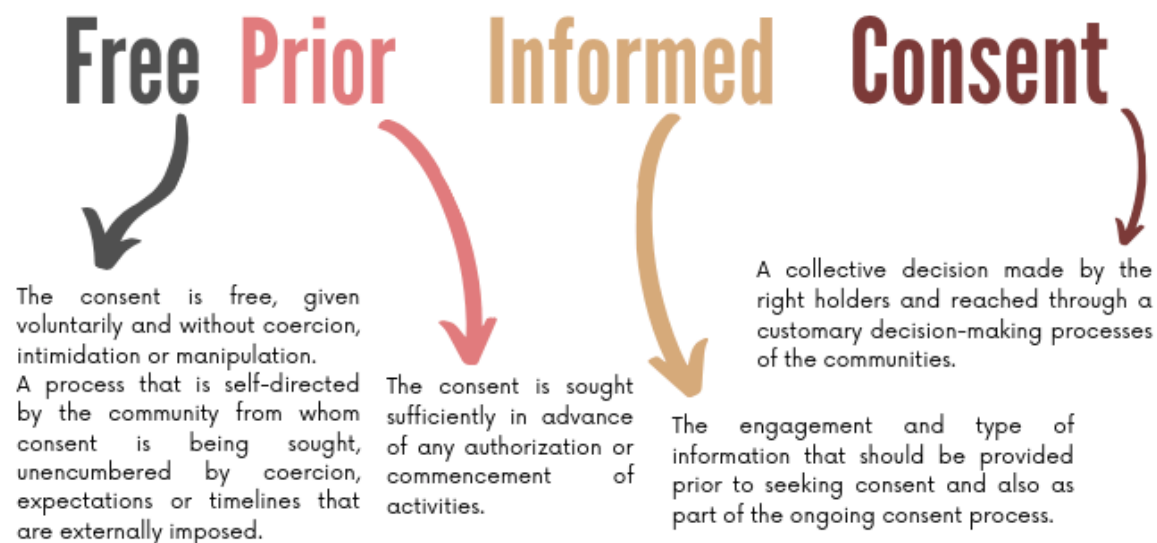 Free Prior Informed Consent
The consent is free, given
voluntarily and without coercion,
intimidation or manipulation.
A process that is self-directed
by the community from whom
consent is being sought,
unencumbered by coercion,
expectations or timelines that
are externally imposed.
The consent is sought
sufficiently in advance
of any authorization or
commencement of
activities.
The engagement and type of
information that should be provided
prior to seeking consent and also as
part of the ongoing consent process.
A collective decision made by the
right holders and reached through a
customary decision-making processes
of the communities.